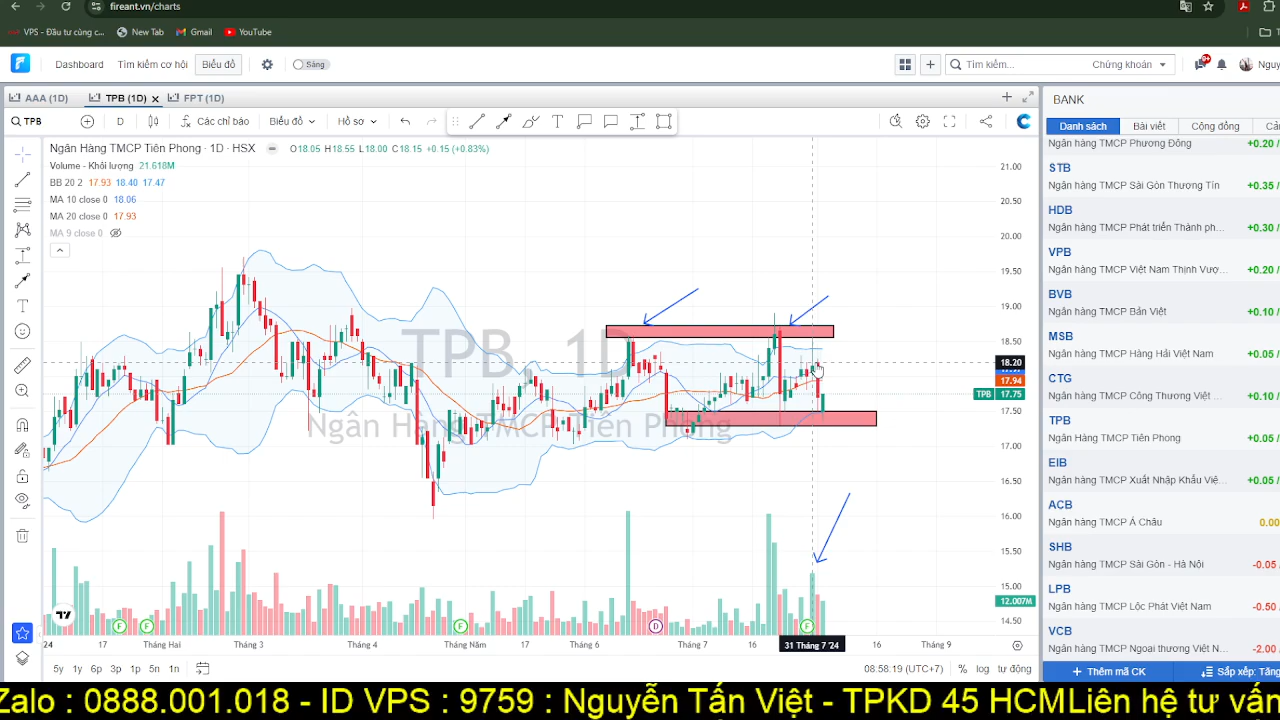 fireant.vn/charts
VPS - Đầu tư cùng c... New Tab Gmail YouTube
Dashboard Tìm kiếm cơ hội Biểu đồ Sáng Tìm kiếm... Chứng khoán 9+ Nguy
AAA (1D) TPB (1D) FPT (1D)
TPB D Các chỉ báo Biểu đồ Hồ sơ
BANK
Danh sách Bài viết Cộng đồng
Ngân Hàng TMCP Tiên Phong · 1D · HSX O18.05 H18.55 L18.00 C18.15 +0.15 (+0.83%)
Volume - Khối lượng 21.618M
BB 20 2 17.93 18.40 17.47
MA 10 close 0 18.06
MA 20 close 0 17.93
MA 9 close 0
TPB, 1D
Ngân Hàng TMCP Tiên Phong
21.00
20.50
20.00
19.50
19.00
18.50
18.20
17.94
TPB 17.75
17.50
17.00
16.50
16.00
15.50
15.00
12.007M
14.50
F F F D F
24 17 Tháng Hai Tháng 3 Tháng 4 Tháng Năm 17 Tháng 6 Tháng 7 16 31 Tháng 7 '24 16 Tháng 9
5y 1y 6p 3p 1p 5n 1n 08:58:19 (UTC+7) % log tự động
Ngân hàng TMCP Phương Đông +0.20
STB
Ngân hàng TMCP Sài Gòn Thương Tín +0.35
HDB
Ngân hàng TMCP Phát triển Thành ph... +0.30
VPB
Ngân hàng TMCP Việt Nam Thịnh Vượ... +0.20
BVB
Ngân hàng TMCP Bản Việt +0.10
MSB
Ngân hàng TMCP Hàng Hải Việt Nam +0.05
CTG
Ngân hàng TMCP Công Thương Việt ... +0.10
TPB
Ngân Hàng TMCP Tiên Phong +0.05
EIB
Ngân hàng TMCP Xuất Nhập Khẩu Việ... +0.05
ACB
Ngân hàng TMCP Á Châu 0.00
SHB
Ngân hàng TMCP Sài Gòn - Hà Nội -0.05
LPB
Ngân hàng TMCP Lộc Phát Việt Nam -0.50
VCB
Ngân hàng TMCP Ngoại thương Việt N... -2.00
Thêm mã CK Sắp xếp: Tăng
Zalo : 0888.001.018 - ID VPS : 9759 : Nguyễn Tấn Việt - TPKD 45 HCMLiên hệ tư vấn